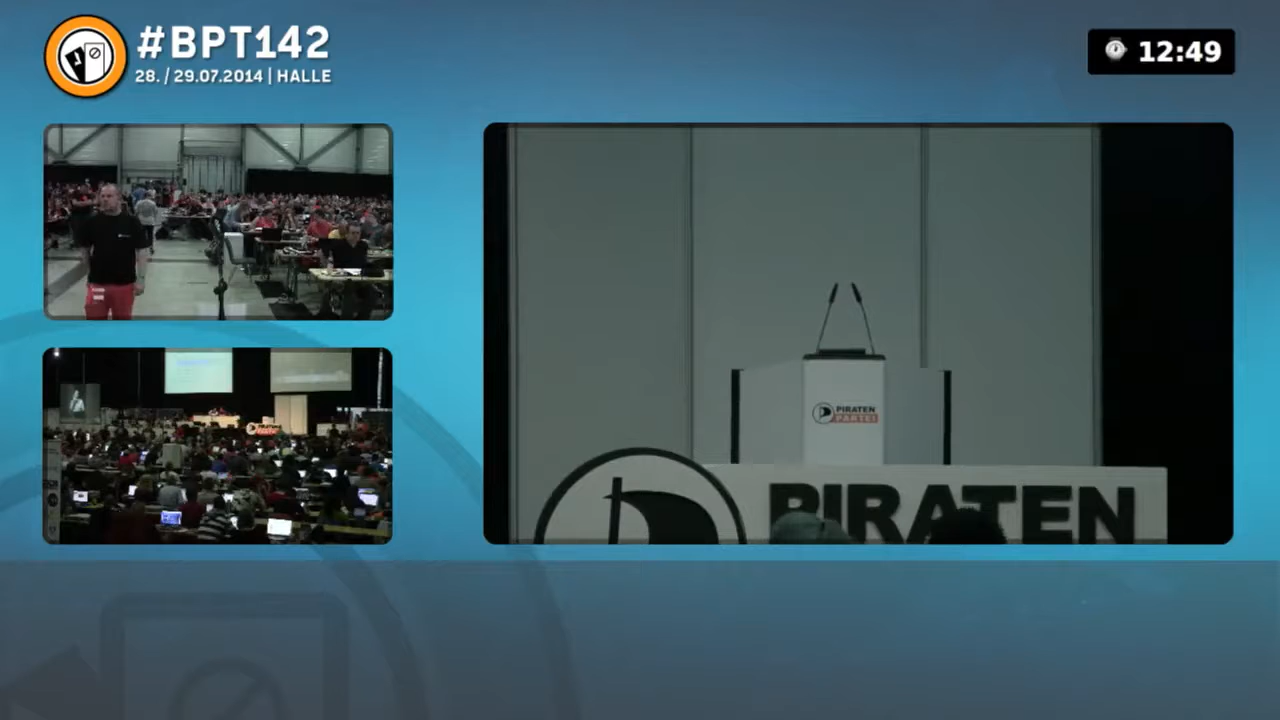 #BPT142
28. / 29.07.2014 | HALLE
12:49
PIRATEN
PARTEI
PIRATEN